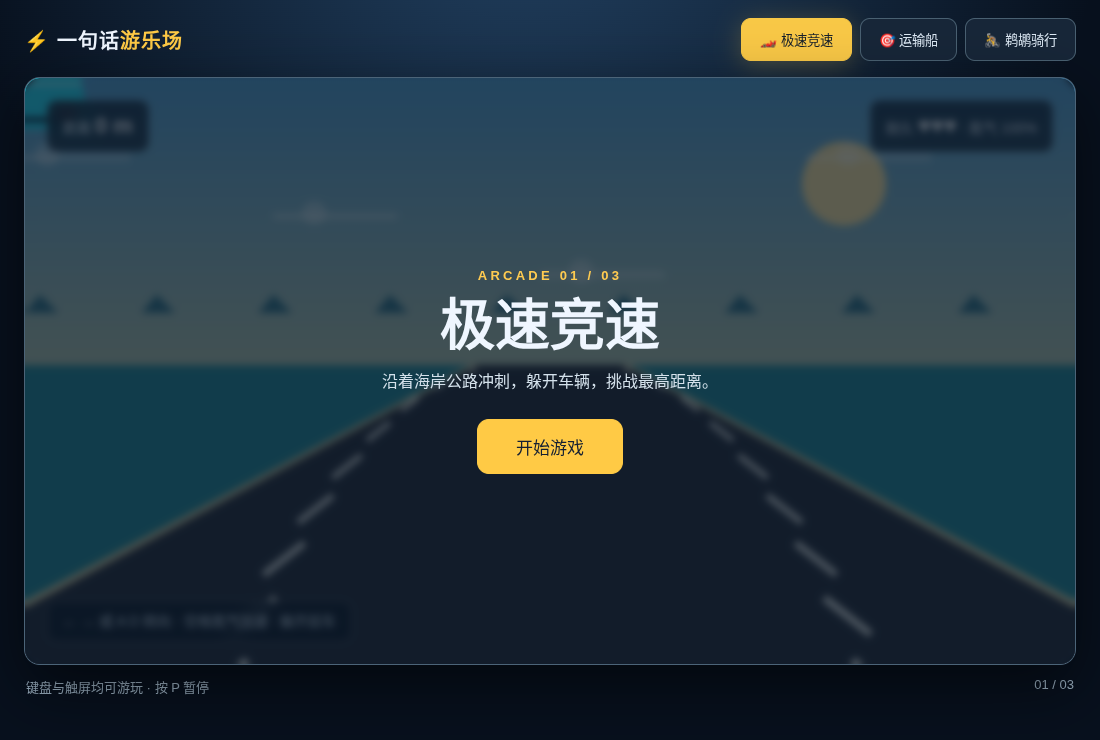 ⚡ 一句话游乐场
🏎️ 极速竞速
🎯 运输船
🚴 鹈鹕骑行
ARCADE 01 / 03
极速竞速
沿着海岸公路冲刺，躲开车辆，挑战最高距离。
开始游戏
键盘与触屏均可游玩 · 按 P 暂停
01 / 03